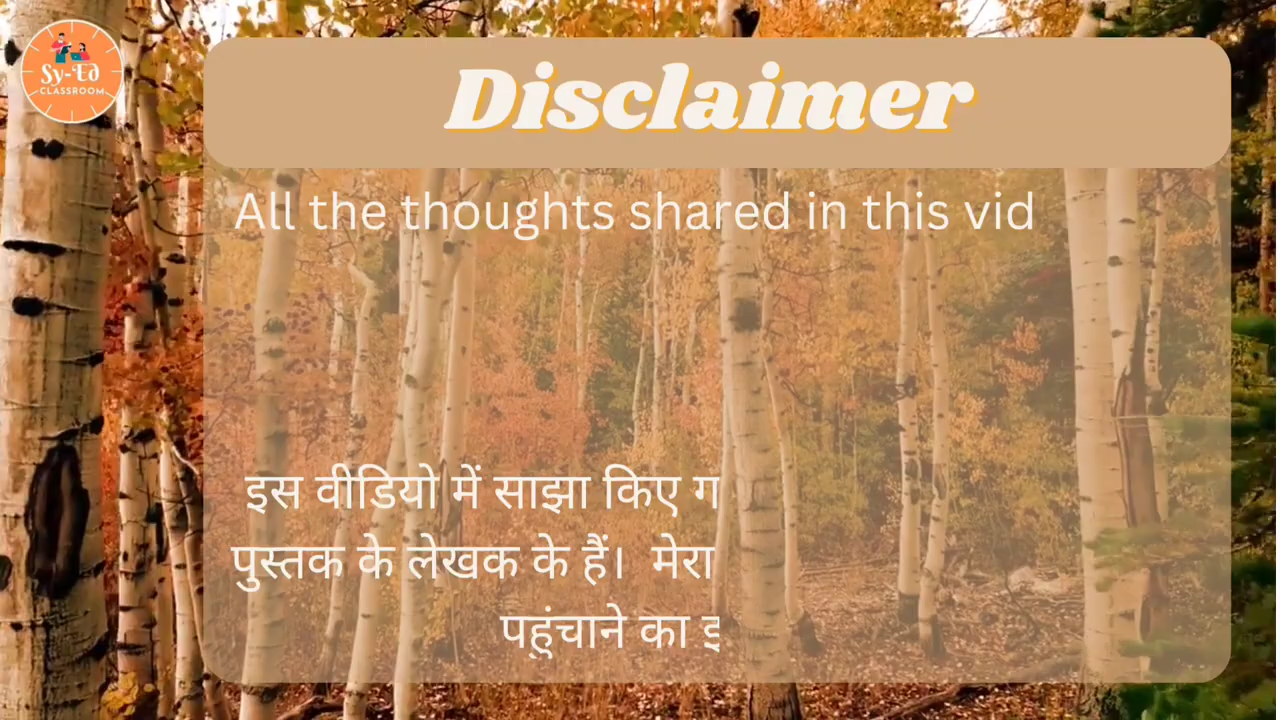 Sy-Ed
CLASSROOM
Disclaimer
All the thoughts shared in this vid
इस वीडियो में साझा किए ग
पुस्तक के लेखक के हैं। मेरा
पहुंचाने का इ